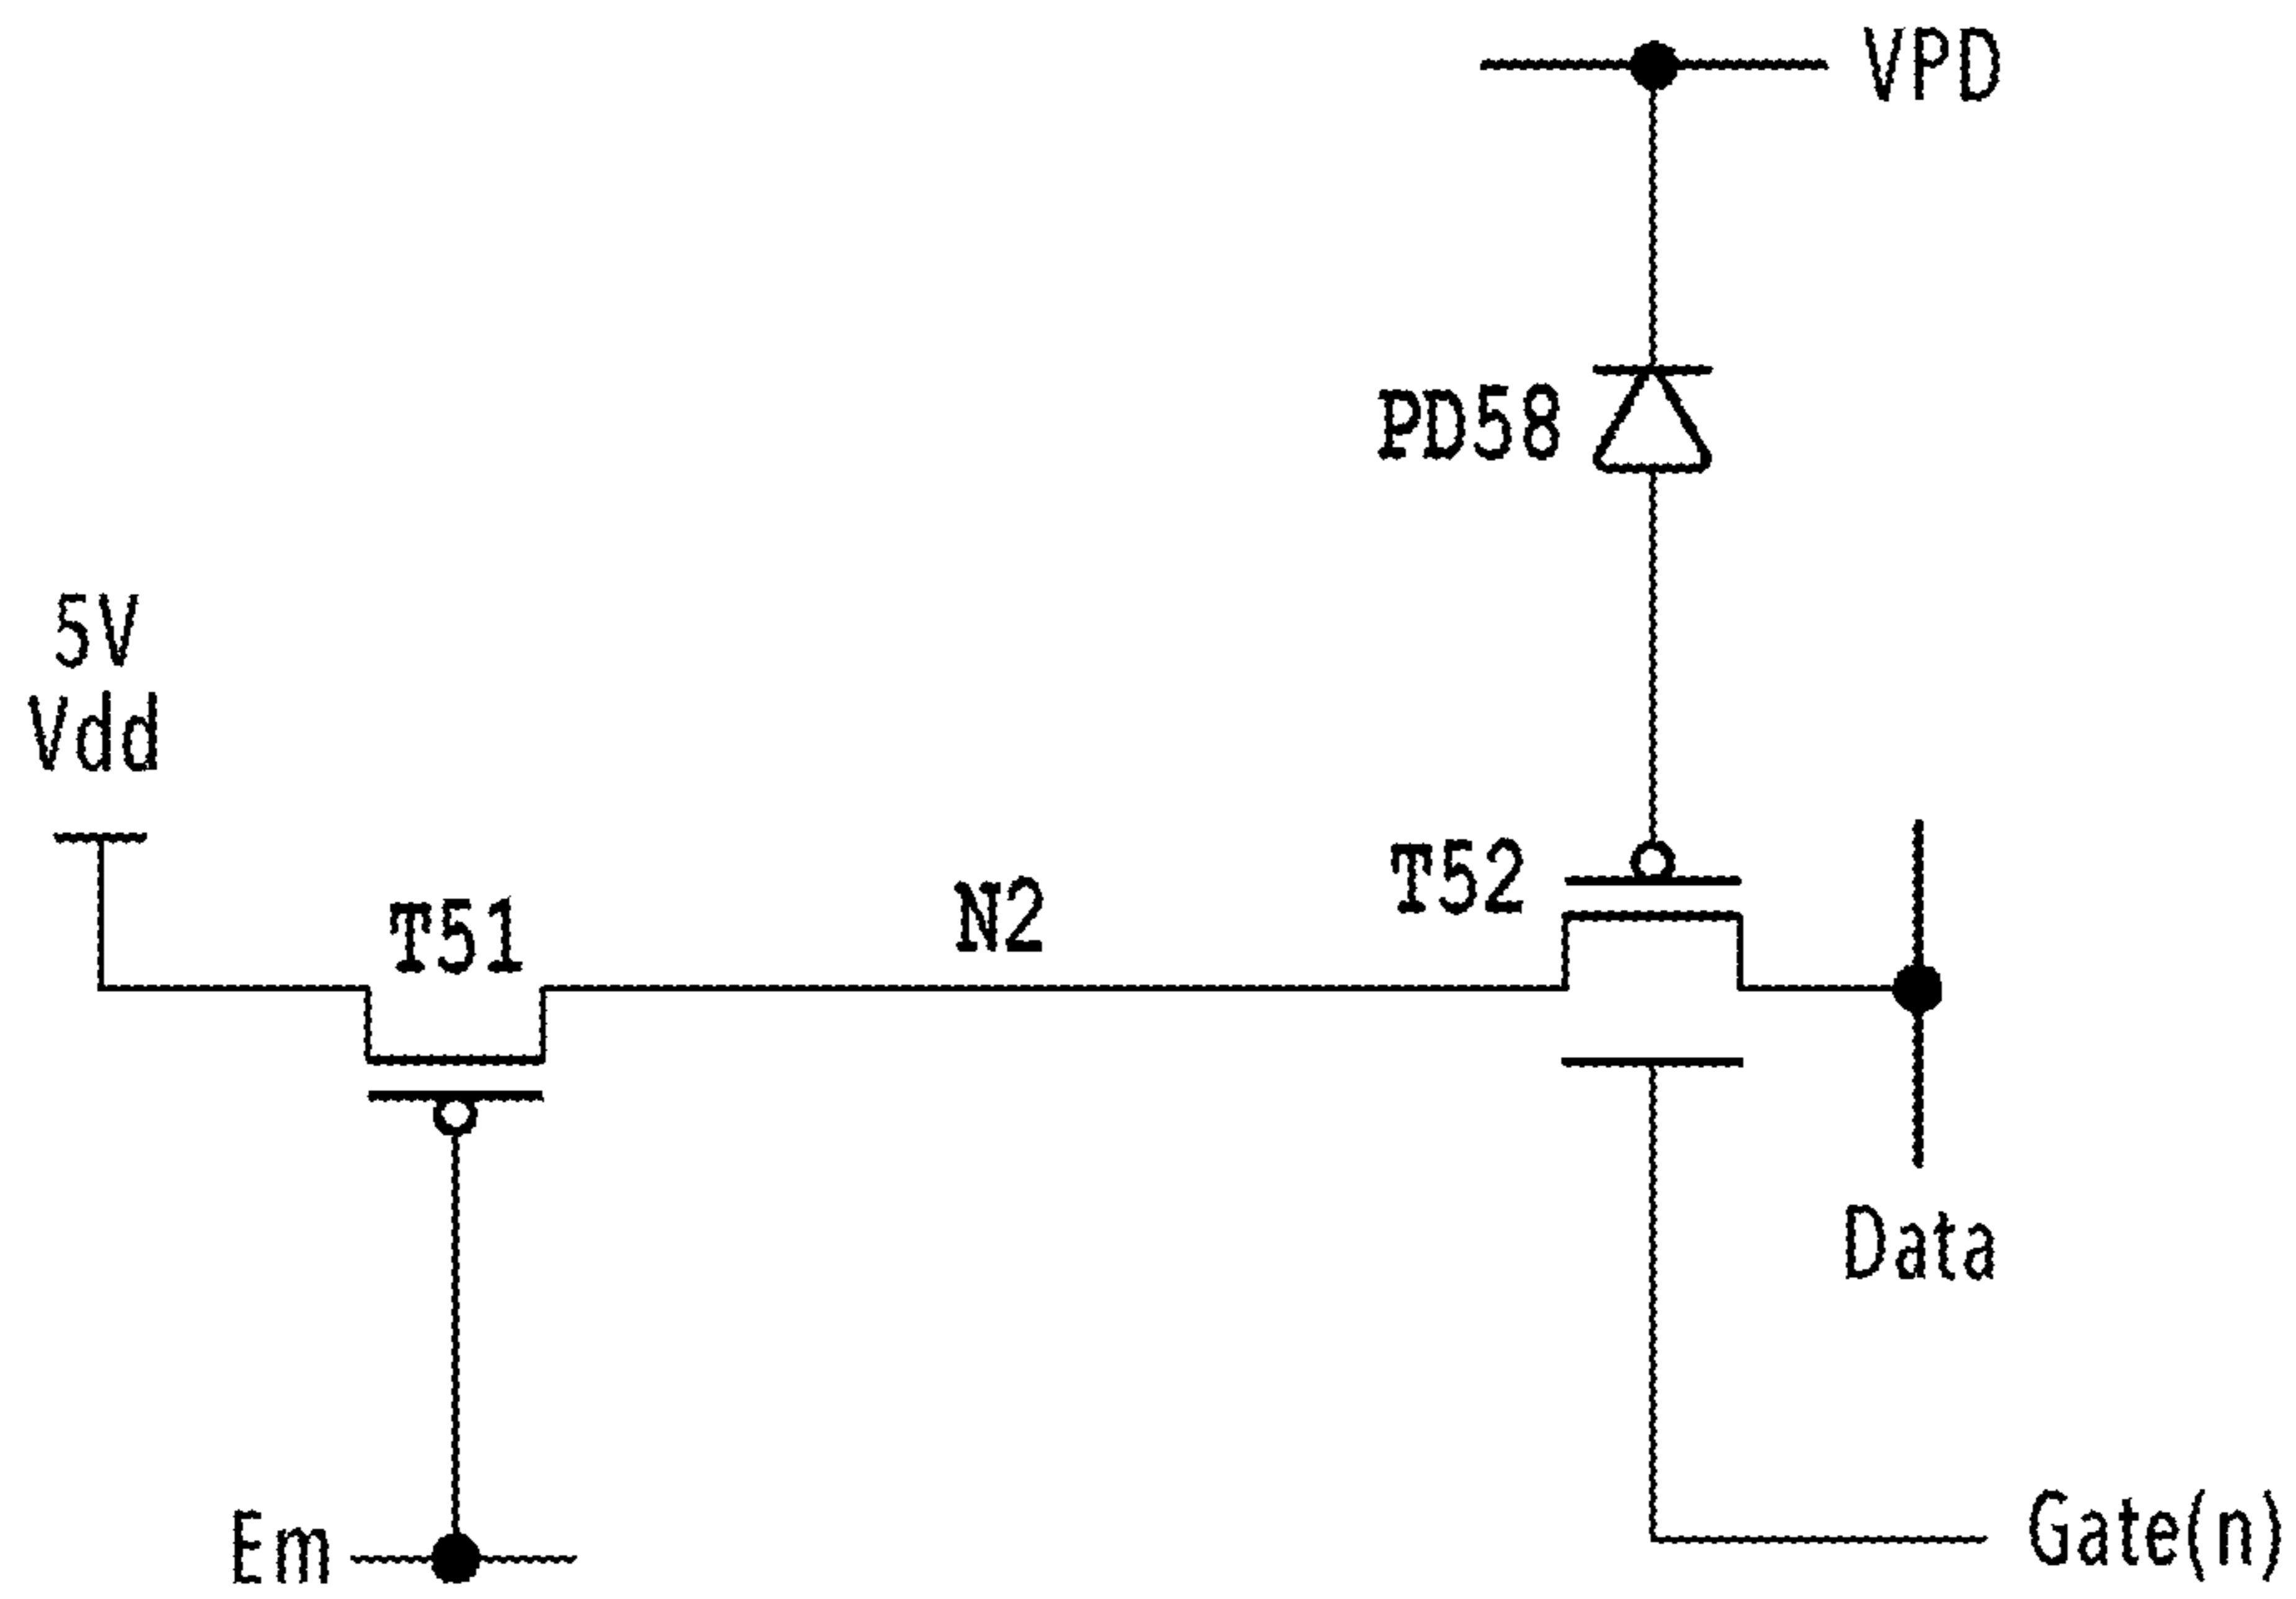 VPD
PD58
5V
Vdd
T51
N2
T52
Data
Em
Gate(n)